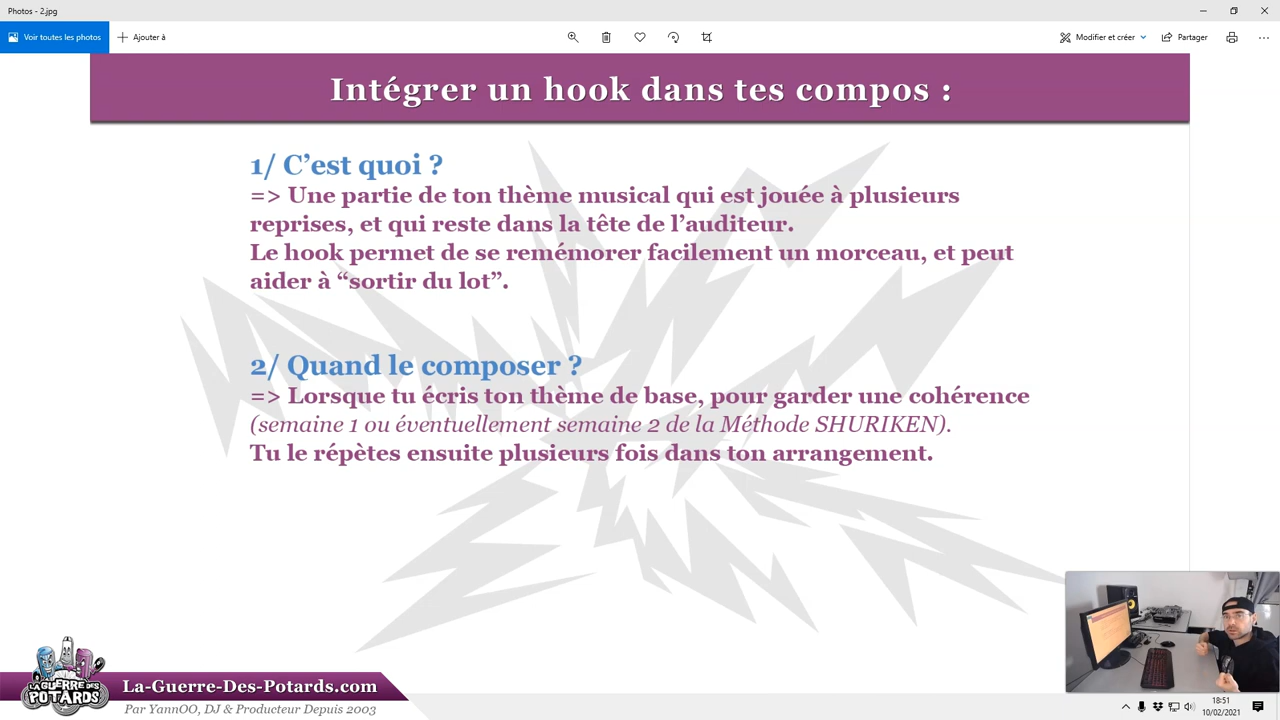 Photos - 2.jpg
Voir toutes les photos
Ajouter à
Modifier et créer
Partager
Intégrer un hook dans tes compos :
1/ C’est quoi ?
=> Une partie de ton thème musical qui est jouée à plusieurs
reprises, et qui reste dans la tête de l’auditeur.
Le hook permet de se remémorer facilement un morceau, et peut
aider à “sortir du lot”.
2/ Quand le composer ?
=> Lorsque tu écris ton thème de base, pour garder une cohérence
(semaine 1 ou éventuellement semaine 2 de la Méthode SHURIKEN).
Tu le répètes ensuite plusieurs fois dans ton arrangement.
LA GUERRE DES
POTARDS
La-Guerre-Des-Potards.com
Par YannOO, DJ & Producteur Depuis 2003
18:51
10/02/2021